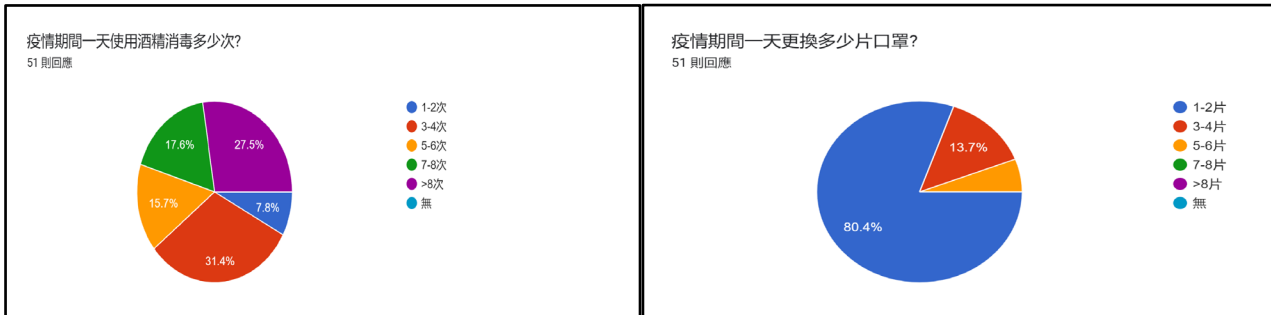 疫情期間一天使用酒精消毒多少次?
51 則回應
17.6%
27.5%
15.7%
7.8%
31.4%
1-2次
3-4次
5-6次
7-8次
>8次
無
疫情期間一天更換多少片口罩?
51 則回應
13.7%
80.4%
1-2片
3-4片
5-6片
7-8片
>8片
無